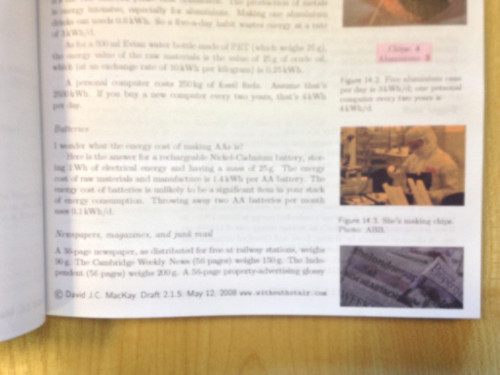 is energy intensive, especially for aluminium. Making one aluminium
drinks can needs 0.6 kWh. So a five-a-day habit wastes energy at a rate
of 3 kWh/d.
As for a 500ml Evian water bottle made of PET (which weighs 25 g),
the energy value of the raw materials is the value of 25 g of crude oil,
which (at an exchange rate of 10 kWh per kilogram) is 0.25 kWh.
A personal computer costs 250 kg of fossil fuels. Assume that's
2500 kWh. If you buy a new computer every two years, that's 4 kWh
per day.
Batteries
I wonder what the energy cost of making AAs is?
Here is the answer for a rechargeable Nickel-Cadmium battery, stor-
ing 1 Wh of electrical energy and having a mass of 25 g. The energy
cost of raw materials and manufacture is 1.4 kWh per AA battery. The
energy cost of batteries is unlikely to be a significant item in your stack
of energy consumption. Throwing away two AA batteries per month
uses 0.1 kWh/d.
Newspapers, magazines, and junk mail
A 36-page newspaper, as distributed for free at railway stations, weighs
90 g. The Cambridge Weekly News (56 pages) weighs 150 g. The Inde-
pendent (56 pages) weighs 200 g. A 56-page property-advertising glossy
© David J.C. MacKay. Draft 2.1.5. May 12, 2008 www.withouthotair.com
Chips: 4
Aluminium: 3
Figure 14.2. Five aluminium cans
per day is 3 kWh/d; one personal
computer every two years is
4 kWh/d.
Figure 14.3. She's making chips.
Photo: ABB.